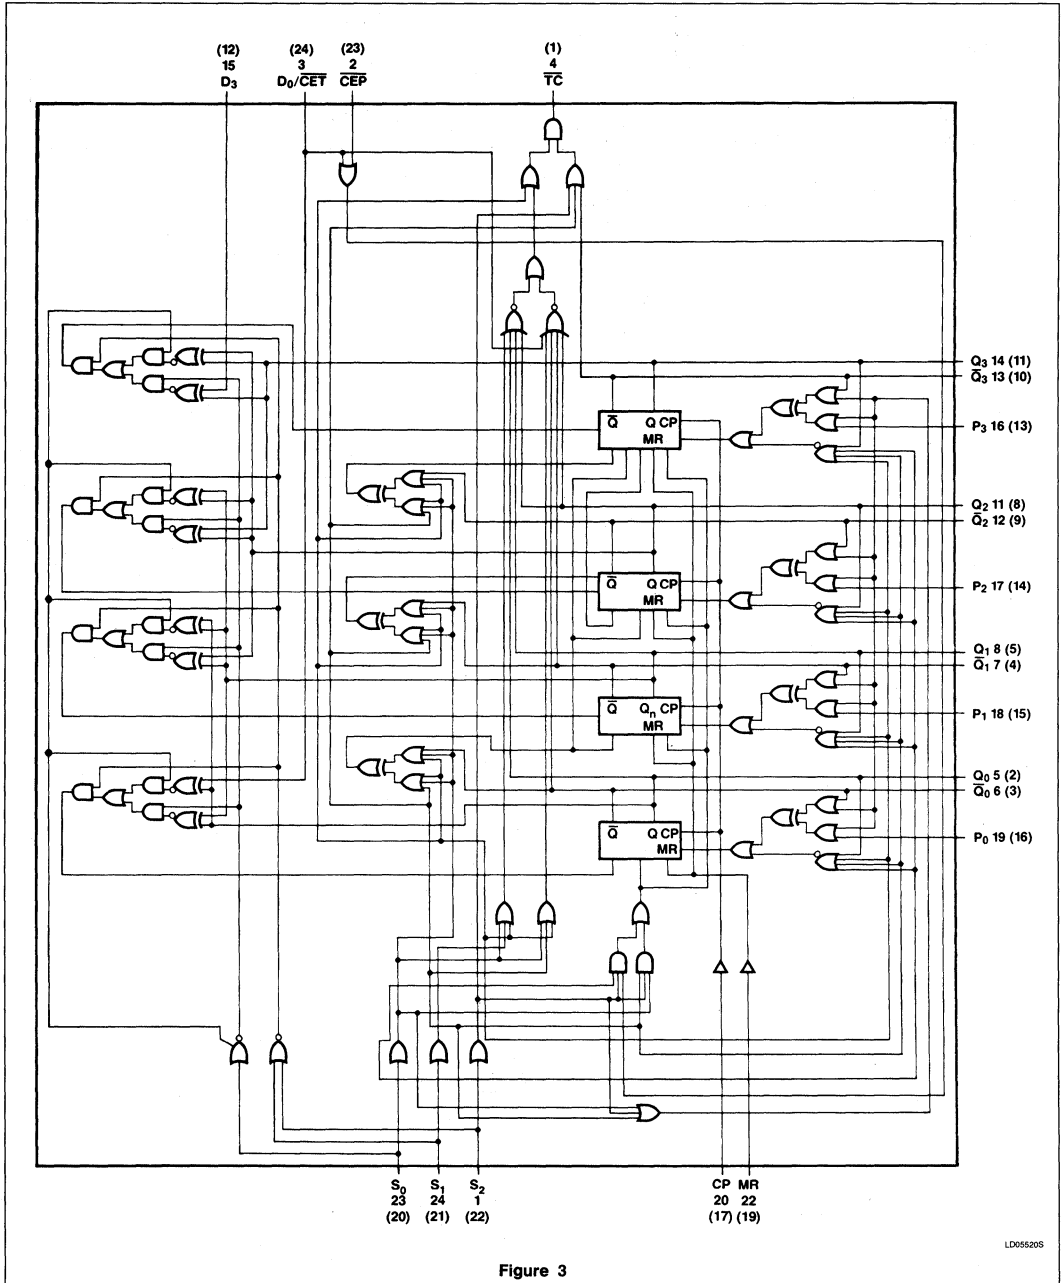 (12) (24) (23) (1)
15 3 2 4
D₃ D₀/C̅E̅T̅ C̅E̅P̅ T̅C̅
Q₃ 14 (11)
Q̅₃ 13 (10)
Q̅ Q CP
MR
P₃ 16 (13)
Q₂ 11 (8)
Q̅₂ 12 (9)
Q̅ Q CP
MR
P₂ 17 (14)
Q₁ 8 (5)
Q̅₁ 7 (4)
Q̅ Qₙ CP
MR
P₁ 18 (15)
Q₀ 5 (2)
Q̅₀ 6 (3)
Q̅ Q CP
MR
P₀ 19 (16)
S₀ S₁ S₂ CP MR
23 24 1 20 22
(20) (21) (22) (17) (19)
LD05520S
Figure 3